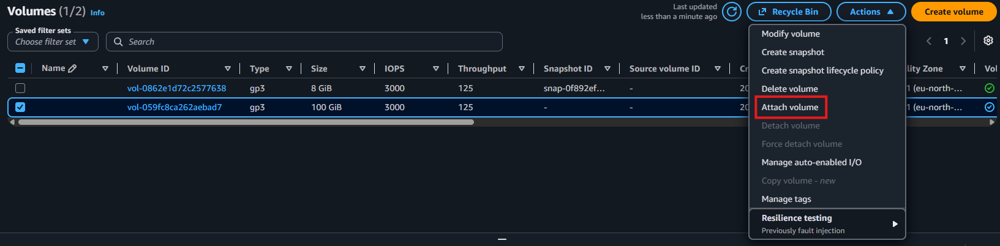 Volumes (1/2) Info
Last updated
less than a minute ago
Recycle Bin
Actions
Create volume
Saved filter sets
Choose filter set
Search
1
Name Volume ID Type Size IOPS Throughput Snapshot ID Source volume ID Cr lity Zone Vol
vol-0862e1d72c2577638 gp3 8 GiB 3000 125 snap-0f892ef... - 20 1 (eu-north-...
vol-059fc8ca262aebad7 gp3 100 GiB 3000 125 - - 20 1 (eu-north-...
Modify volume
Create snapshot
Create snapshot lifecycle policy
Delete volume
Attach volume
Detach volume
Force detach volume
Manage auto-enabled I/O
Copy volume - new
Manage tags
Resilience testing
Previously fault injection